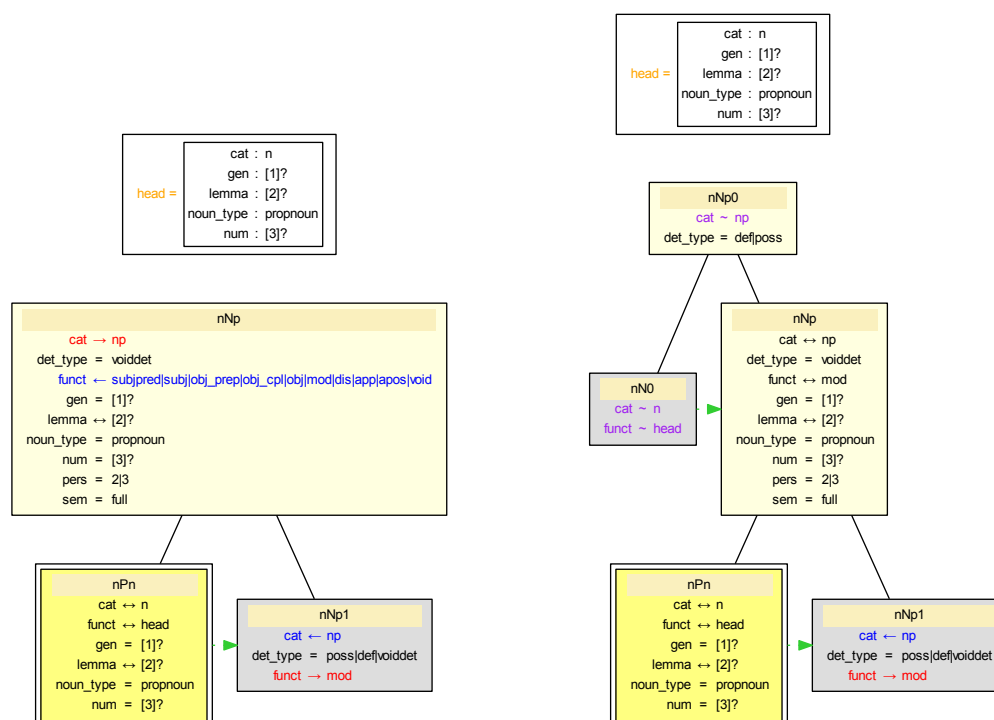 cat : n
gen : [1]?
head = lemma : [2]?
noun_type : propnoun
num : [3]?
nNp
cat → np
det_type = voiddet
funct ← subjpred|subj|obj_prep|obj_cpl|obj|mod|dis|app|apos|void
gen = [1]?
lemma ↔ [2]?
noun_type = propnoun
num = [3]?
pers = 2|3
sem = full
nPn
cat ↔ n
funct ↔ head
gen = [1]?
lemma ↔ [2]?
noun_type = propnoun
num = [3]?
nNp1
cat ← np
det_type = poss|def|voiddet
funct → mod
cat : n
gen : [1]?
head = lemma : [2]?
noun_type : propnoun
num : [3]?
nNp0
cat ~ np
det_type = def|poss
nN0
cat ~ n
funct ~ head
nNp
cat ↔ np
det_type = voiddet
funct ↔ mod
gen = [1]?
lemma ↔ [2]?
noun_type = propnoun
num = [3]?
pers = 2|3
sem = full
nPn
cat ↔ n
funct ↔ head
gen = [1]?
lemma ↔ [2]?
noun_type = propnoun
num = [3]?
nNp1
cat ← np
det_type = poss|def|voiddet
funct → mod